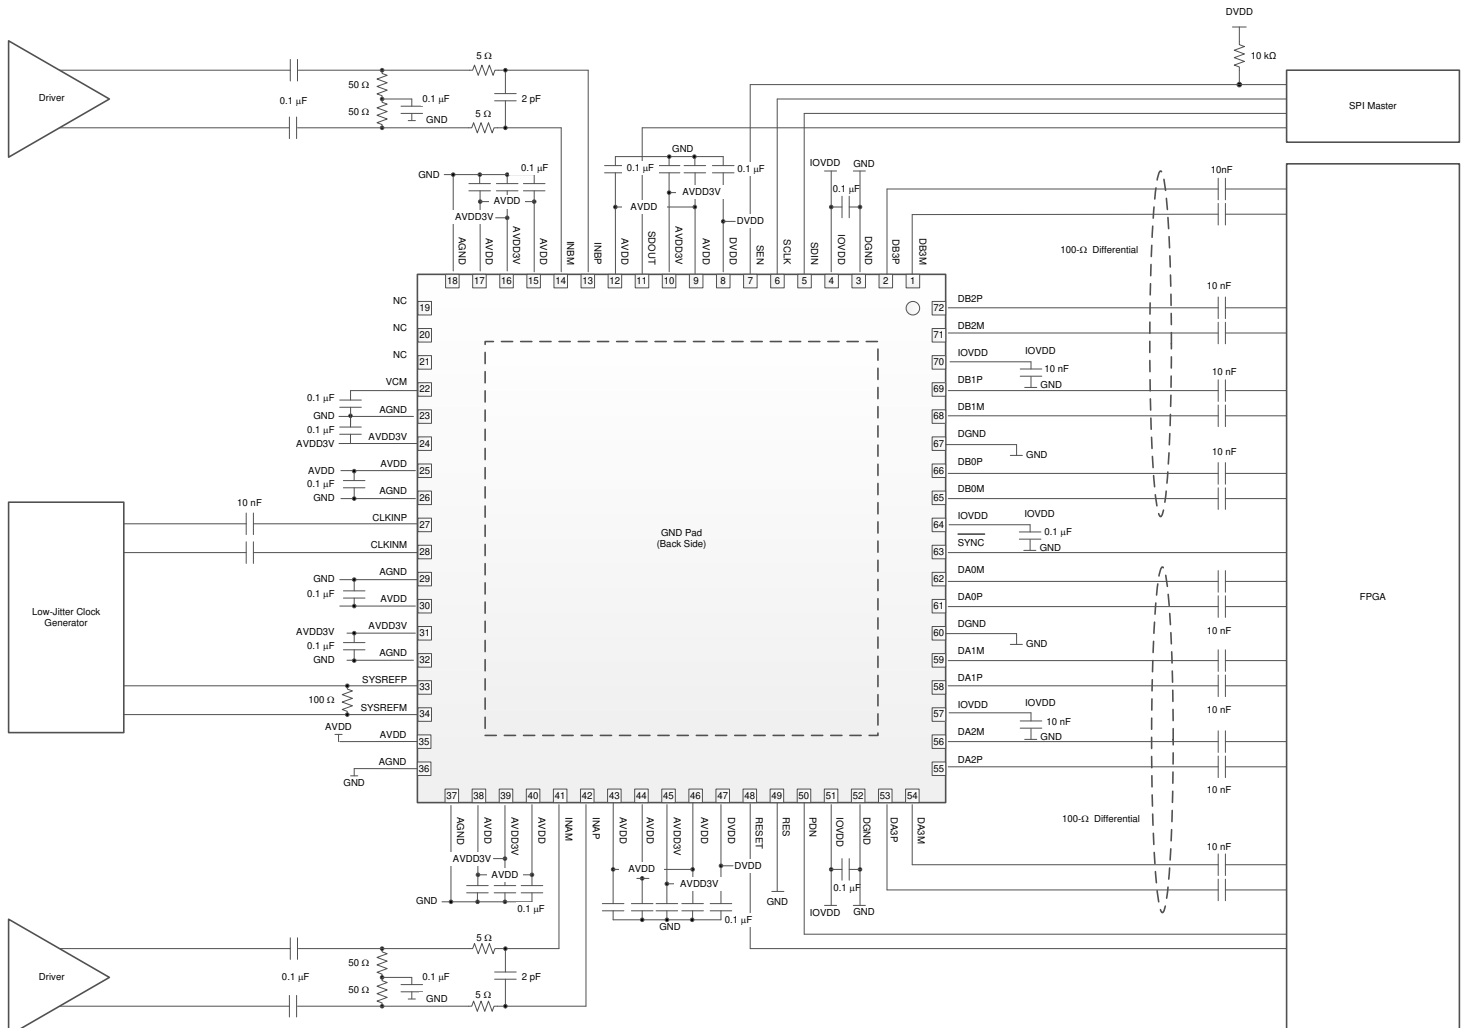 DVDD
10 kΩ
SPI Master
Driver
5 Ω
50 Ω
0.1 µF
0.1 µF
2 pF
50 Ω
GND
5 Ω
GND
0.1 µF
AVDD
AVDD3V
GND
0.1 µF
0.1 µF
AVDD3V
AVDD
DVDD
IOVDD
GND
0.1 µF
10nF
100-Ω Differential
AGND
AVDD
AVDD3V
AVDD
INBM
INBP
AVDD
SDOUT
AVDD3V
AVDD
DVDD
SEN
SCLK
SDIN
IOVDD
DGND
DB3P
DB3M
18
17
16
15
14
13
12
11
10
9
8
7
6
5
4
3
2
1
NC
19
NC
20
NC
21
VCM
22
0.1 µF
GND
AGND
23
0.1 µF
AVDD3V
AVDD3V
24
AVDD
AVDD
25
0.1 µF
GND
AGND
26
10 nF
CLKINP
27
CLKINM
28
GND
AGND
29
0.1 µF
AVDD
30
AVDD3V
AVDD3V
31
0.1 µF
GND
AGND
32
SYSREFP
33
100 Ω
SYSREFM
34
AVDD
AVDD
35
AGND
36
GND
Low-Jitter Clock
Generator
GND Pad
(Back Side)
72
DB2P
10 nF
71
DB2M
70
IOVDD
IOVDD
10 nF
GND
69
DB1P
10 nF
68
DB1M
67
DGND
GND
66
DB0P
10 nF
65
DB0M
64
IOVDD
IOVDD
0.1 µF
GND
63
SYNC
62
DA0M
61
DA0P
10 nF
60
DGND
GND
59
DA1M
58
DA1P
10 nF
57
IOVDD
IOVDD
10 nF
GND
56
DA2M
55
DA2P
10 nF
FPGA
37
38
39
40
41
42
43
44
45
46
47
48
49
50
51
52
53
54
AGND
AVDD
AVDD3V
AVDD
INAM
INAP
AVDD
AVDD
AVDD3V
AVDD
DVDD
RESET
RES
PDN
IOVDD
DGND
DA3P
DA3M
100-Ω Differential
10 nF
AVDD3V
AVDD
GND
0.1 µF
AVDD
AVDD3V
DVDD
0.1 µF
GND
GND
0.1 µF
IOVDD
GND
Driver
5 Ω
50 Ω
0.1 µF
0.1 µF
2 pF
50 Ω
GND
5 Ω